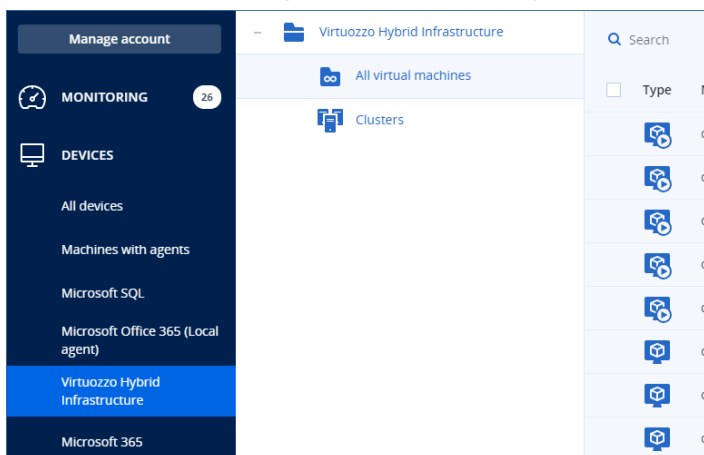 Manage account
MONITORING
26
DEVICES
All devices
Machines with agents
Microsoft SQL
Microsoft Office 365 (Local
agent)
Virtuozzo Hybrid
Infrastructure
Microsoft 365
Virtuozzo Hybrid Infrastructure
All virtual machines
Clusters
Search
Type